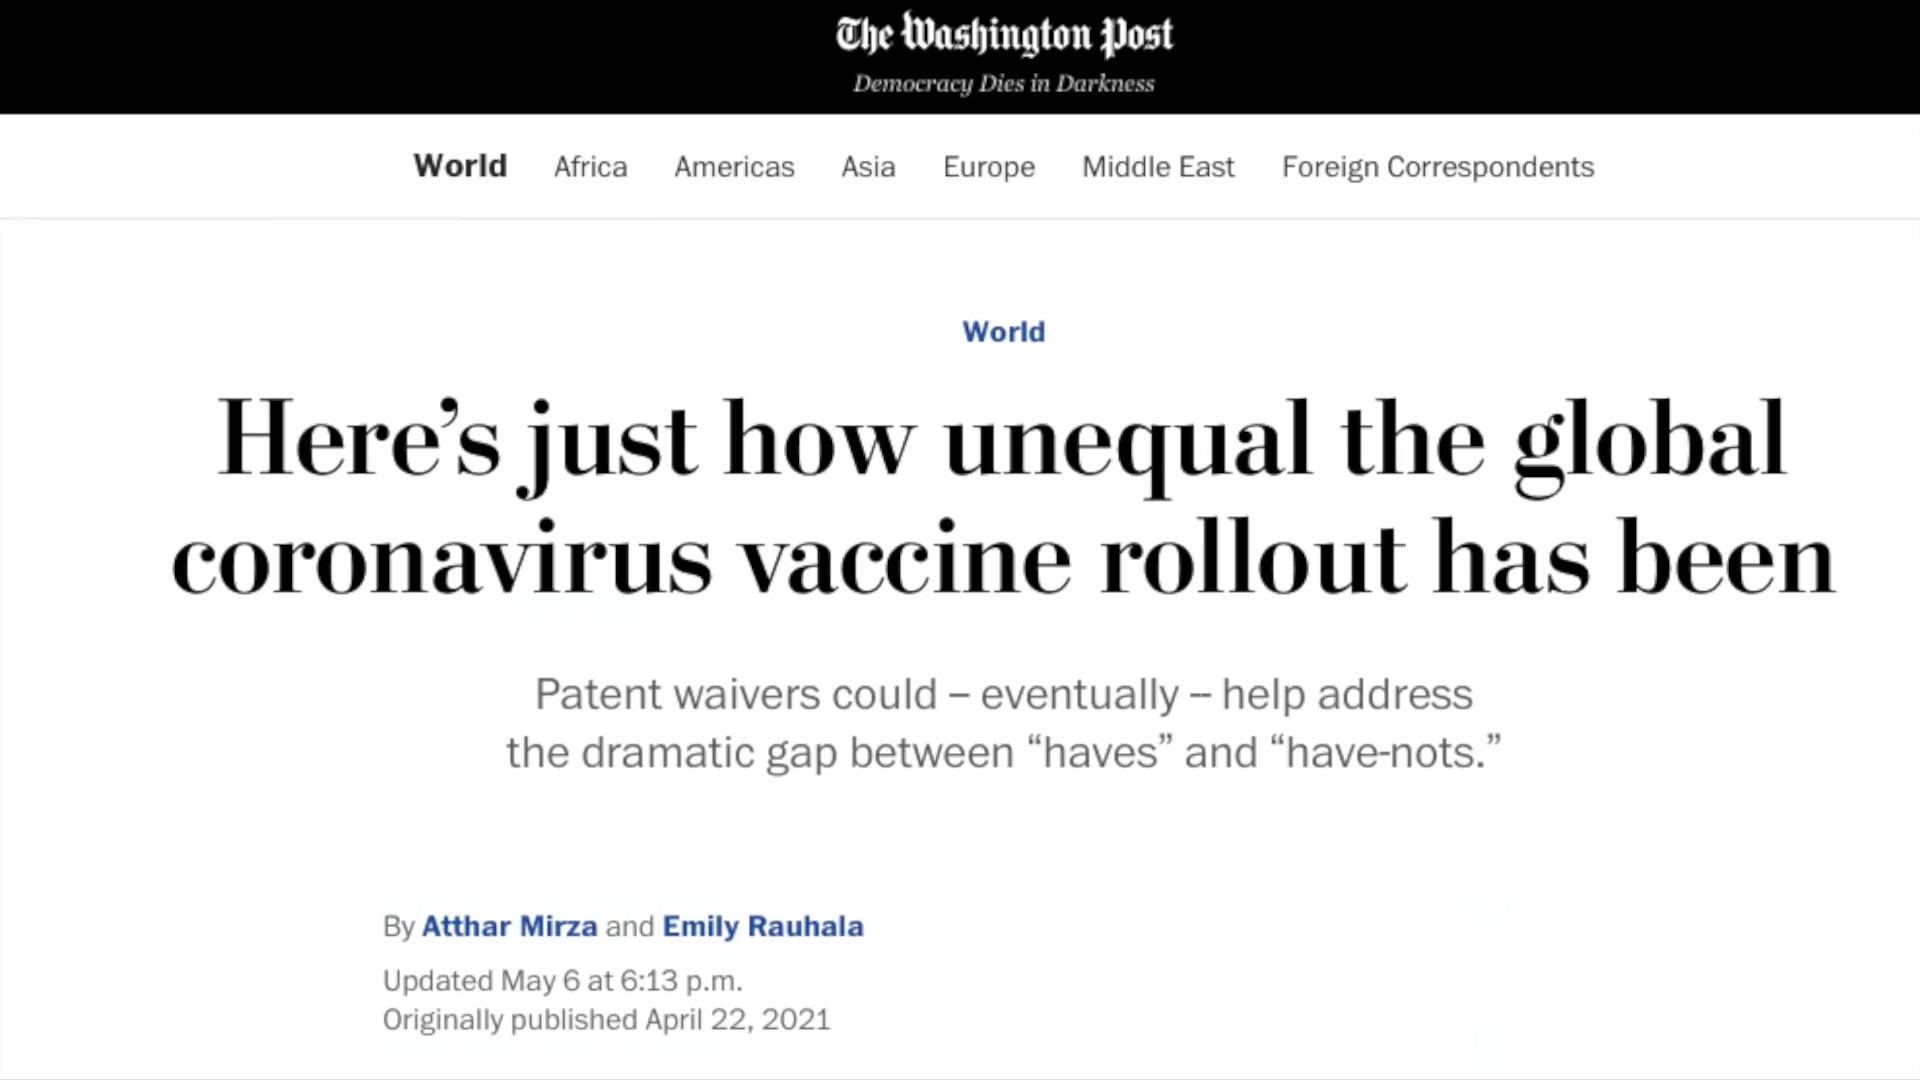 The Washington Post
Democracy Dies in Darkness
World Africa Americas Asia Europe Middle East Foreign Correspondents
World
Here’s just how unequal the global
coronavirus vaccine rollout has been
Patent waivers could – eventually – help address
the dramatic gap between “haves” and “have-nots.”
By Atthar Mirza and Emily Rauhala
Updated May 6 at 6:13 p.m.
Originally published April 22, 2021